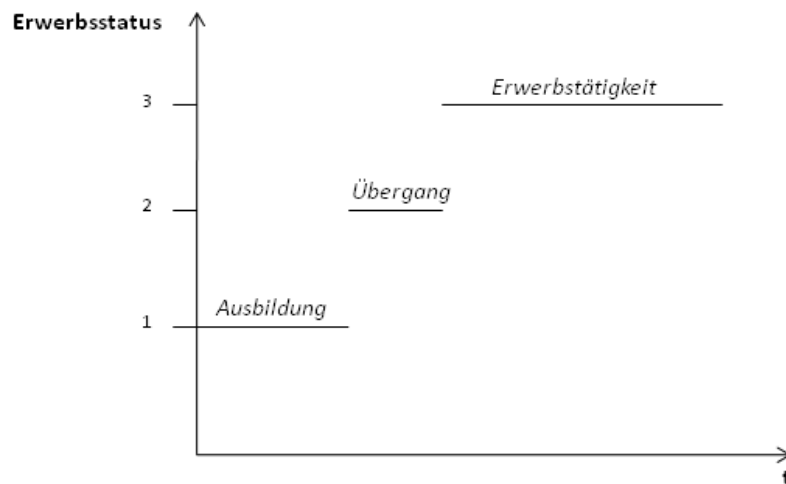 Erwerbsstatus
3
Erwerbstätigkeit
2
Übergang
1
Ausbildung
t